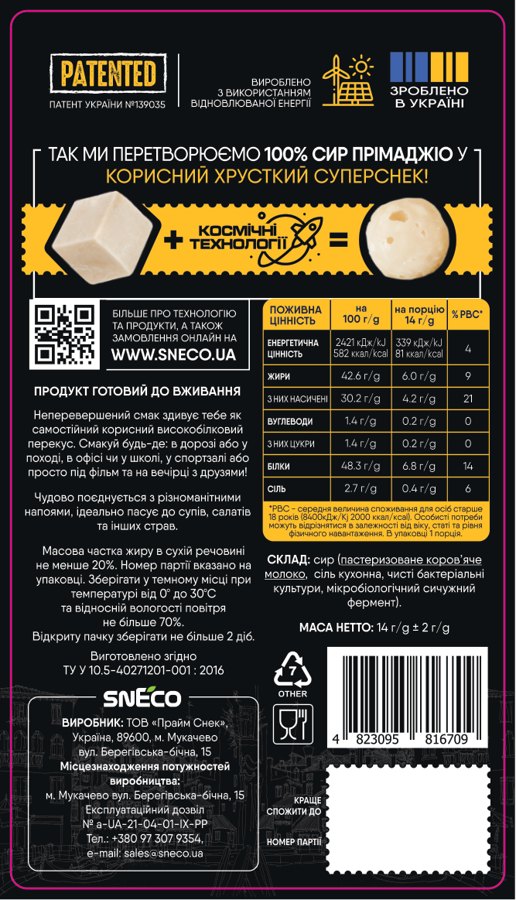 PATENTED
ПАТЕНТ УКРАЇНИ №139035
ВИРОБЛЕНО
З ВИКОРИСТАННЯМ
ВІДНОВЛЮВАНОЇ ЕНЕРГІЇ
ЗРОБЛЕНО
В УКРАЇНІ
ТАК МИ ПЕРЕТВОРЮЄМО 100% СИР ПРІМАДЖІО У
КОРИСНИЙ ХРУСТКИЙ СУПЕРСНЕК!
+ КОСМІЧНІ
ТЕХНОЛОГІЇ =
БІЛЬШЕ ПРО ТЕХНОЛОГІЮ
ТА ПРОДУКТИ, А ТАКОЖ
ЗАМОВЛЕННЯ ОНЛАЙН НА
WWW.SNECO.UA
ПРОДУКТ ГОТОВИЙ ДО ВЖИВАННЯ
Неперевершений смак здивує тебе як
самостійний корисний високобілковий
перекус. Смакуй будь-де: в дорозі або у
поході, в офісі чи у школі, у спортзалі або
просто під фільм та на вечірці з друзями!
Чудово поєднується з різноманітними
напоями, ідеально пасує до супів, салатів
та інших страв.
Масова частка жиру в сухій речовині
не менше 20%. Номер партії вказано на
упаковці. Зберігати у темному місці при
температурі від 0° до 30°C
та відносній вологості повітря
не більше 70%.
Відкриту пачку зберігати не більше 2 діб.
Виготовлено згідно
ТУ У 10.5-40271201-001 : 2016
SNECO
ВИРОБНИК: ТОВ «Прайм Снек»,
Україна, 89600, м. Мукачево
вул. Берегівська-бічна, 15
Місцезнаходження потужностей
виробництва:
м. Мукачево вул. Берегівська-бічна, 15
Експлуатаційний дозвіл
№ a-UA-21-04-01-IX-PP
Тел.: +380 97 307 9354,
e-mail: sales@sneco.ua
ПОЖИВНА ЦІННІСТЬ на 100 г/g на порцію 14 г/g % РВС*
ЕНЕРГЕТИЧНА ЦІННІСТЬ 2421 кДж/kJ 582 ккал/kcal 339 кДж/kJ 81 ккал/kcal 4
ЖИРИ 42.6 г/g 6.0 г/g 9
З НИХ НАСИЧЕНІ 30.2 г/g 4.2 г/g 21
ВУГЛЕВОДИ 1.4 г/g 0.2 г/g 0
З НИХ ЦУКРИ 1.4 г/g 0.2 г/g 0
БІЛКИ 48.3 г/g 6.8 г/g 14
СІЛЬ 2.7 г/g 0.4 г/g 6
*РВС - середня величина споживання для осіб старше
18 років (8400кДж/Kj 2000 ккал/kcal). Особисті потреби
можуть відрізнятися в залежності від віку, статі та рівня
фізичного навантаження. В упаковці 1 порція.
СКЛАД: сир (пастеризоване коров'яче
молоко, сіль кухонна, чисті бактеріальні
культури, мікробіологічний сичужний
фермент).
МАСА НЕТТО: 14 г/g ± 2 г/g
7
OTHER
4 823095 816709
КРАЩЕ
СПОЖИТИ ДО
НОМЕР ПАРТІЇ